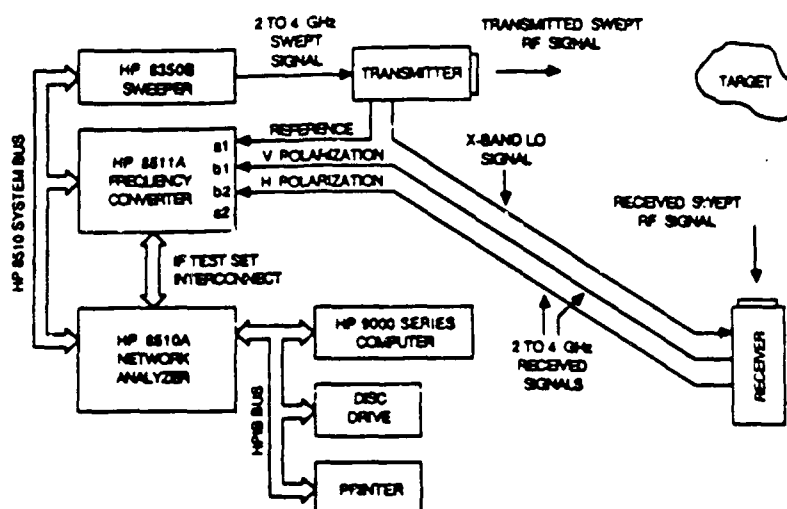 2 TO 4 GHz
SWEPT
SIGNAL
TRANSMITTED SWEPT
RF SIGNAL
HP 8350B
SWEEPER
TRANSMITTER
TARGET
HP 8510 SYSTEM BUS
HP 8511A
FREQUENCY
CONVERTER
a1
b1
b2
a2
REFERENCE
V POLARIZATION
H POLARIZATION
X-BAND LO
SIGNAL
RECEIVED SWEPT
RF SIGNAL
IF TEST SET
INTERCONNECT
HP 8510A
NETWORK
ANALYZER
HP 9000 SERIES
COMPUTER
2 TO 4 GHz
RECEIVED
SIGNALS
RECEIVER
HPIB BUS
DISC
DRIVE
PRINTER